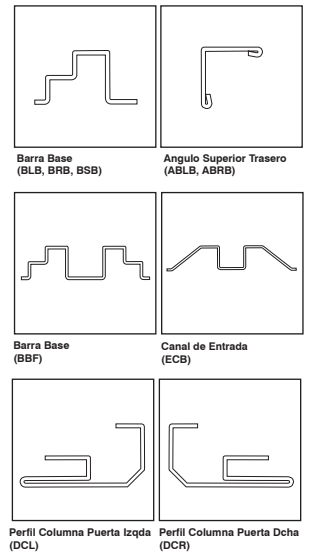 Barra Base
(BLB, BRB, BSB)
Angulo Superior Trasero
(ABLB, ABRB)
Barra Base
(BBF)
Canal de Entrada
(ECB)
Perfil Columna Puerta Izqda
(DCL)
Perfil Columna Puerta Dcha
(DCR)